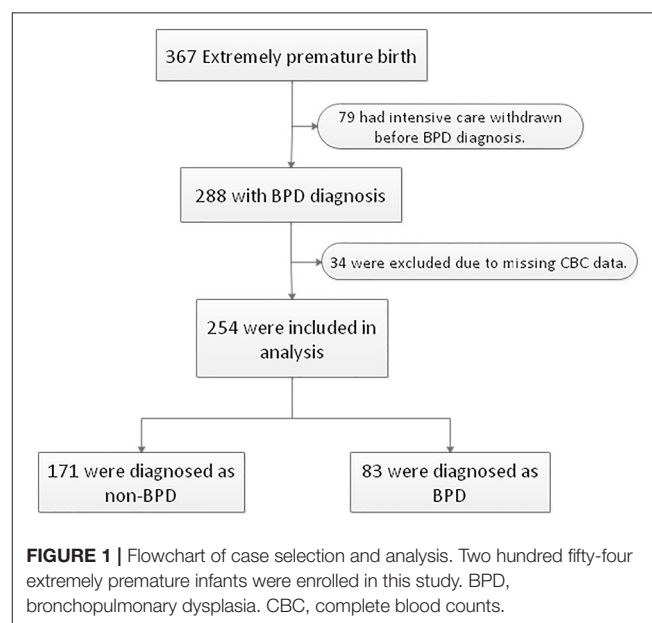 367 Extremely premature birth
79 had intensive care withdrawn
before BPD diagnosis.
288 with BPD diagnosis
34 were excluded due to missing CBC data.
254 were included in
analysis
171 were diagnosed as
non-BPD
83 were diagnosed as
BPD
FIGURE 1 | Flowchart of case selection and analysis. Two hundred fifty-four
extremely premature infants were enrolled in this study. BPD,
bronchopulmonary dysplasia. CBC, complete blood counts.